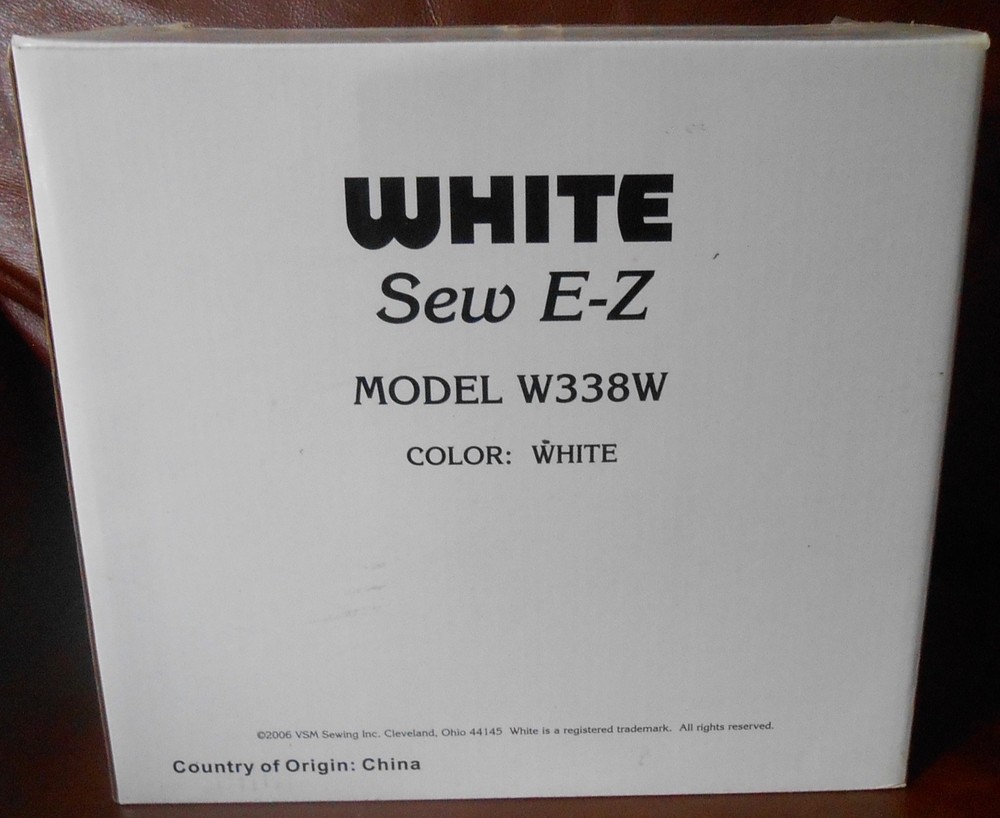 WHITE
Sew E-Z
MODEL W338W
COLOR: WHITE
©2006 VSM Sewing Inc. Cleveland, Ohio 44145 White is a registered trademark. All rights reserved.
Country of Origin: China